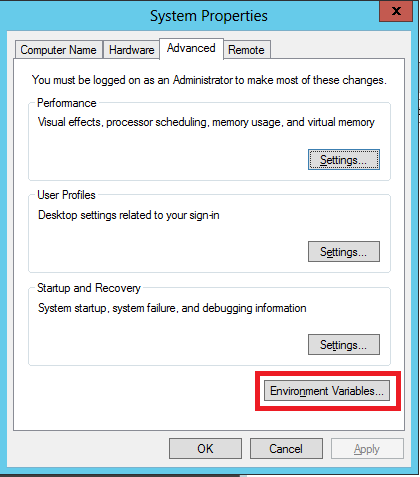 System Properties
Computer Name Hardware Advanced Remote
You must be logged on as an Administrator to make most of these changes.
Performance
Visual effects, processor scheduling, memory usage, and virtual memory
Settings...
User Profiles
Desktop settings related to your sign-in
Settings...
Startup and Recovery
System startup, system failure, and debugging information
Settings...
Environment Variables...
OK Cancel Apply